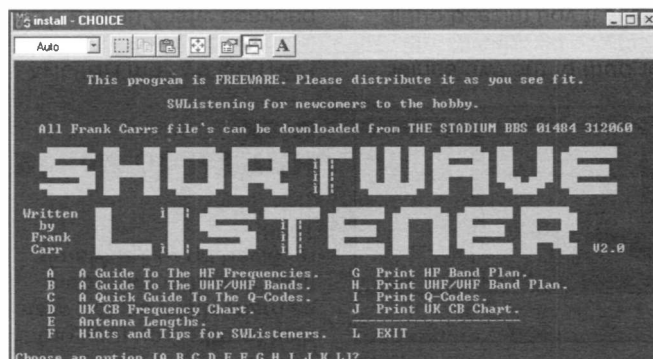 install - CHOICE
Auto
A
This program is FREEWARE. Please distribute it as you see fit.
SWListening for newcomers to the hobby.
All Frank Carrs file's can be downloaded from THE STADIUM BBS 01484 312060
SHORTWAVE
Written by Frank Carr
LISTENER
V2.0
A A Guide To The HF Frequencies.
B A Guide To The UHF/VHF Bands.
C A Quick Guide To The Q-Codes.
D UK CB Frequency Chart.
E Antenna Lengths.
F Hints and Tips for SWListeners.
G Print HF Band Plan.
H Print UHF/VHF Band Plan.
I Print Q-Codes.
J Print UK CB Chart.
L EXIT
Choose an option [A,B,C,D,E,F,G,H,I,J,K,L]?